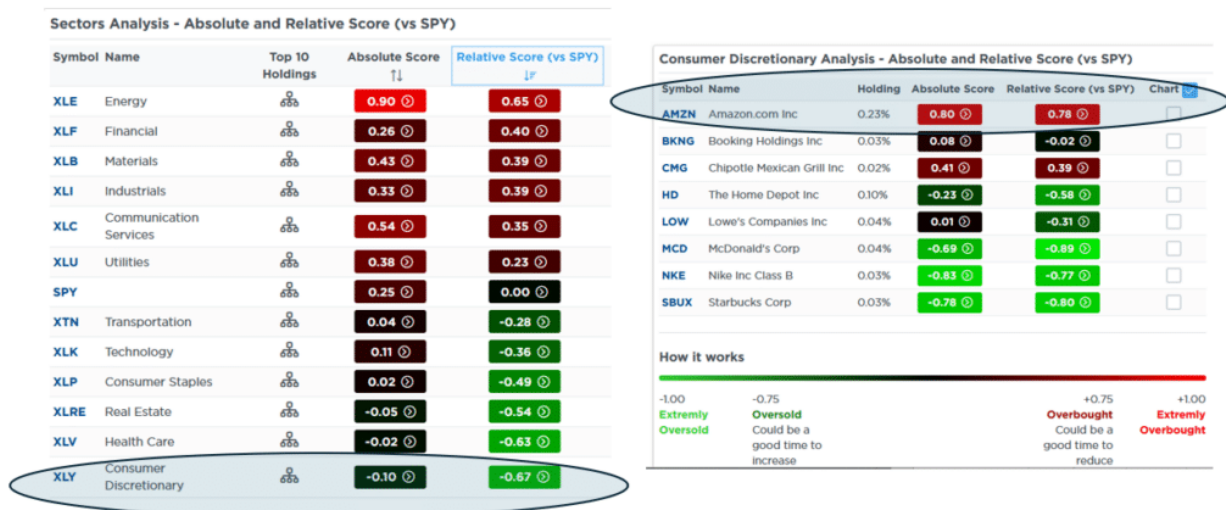 Sectors Analysis - Absolute and Relative Score (vs SPY)
Symbol Name Top 10 Holdings Absolute Score Relative Score (vs SPY)
XLE Energy 0.90 0.65
XLF Financial 0.26 0.40
XLB Materials 0.43 0.39
XLI Industrials 0.33 0.39
XLC Communication Services 0.54 0.35
XLU Utilities 0.38 0.23
SPY 0.25 0.00
XTN Transportation 0.04 -0.28
XLK Technology 0.11 -0.36
XLP Consumer Staples 0.02 -0.49
XLRE Real Estate -0.05 -0.54
XLV Health Care -0.02 -0.63
XLY Consumer Discretionary -0.10 -0.67
Consumer Discretionary Analysis - Absolute and Relative Score (vs SPY)
Symbol Name Holding Absolute Score Relative Score (vs SPY) Chart
AMZN Amazon.com Inc 0.23% 0.80 0.78
BKNG Booking Holdings Inc 0.03% 0.08 -0.02
CMG Chipotle Mexican Grill Inc 0.02% 0.41 0.39
HD The Home Depot Inc 0.10% -0.23 -0.58
LOW Lowe's Companies Inc 0.04% 0.01 -0.31
MCD McDonald's Corp 0.04% -0.69 -0.89
NKE Nike Inc Class B 0.03% -0.83 -0.77
SBUX Starbucks Corp 0.03% -0.78 -0.80
How it works
-1.00 -0.75 +0.75 +1.00
Extremly Oversold Overbought Extremly
Oversold Could be a Could be a Overbought
good time to good time to
increase reduce